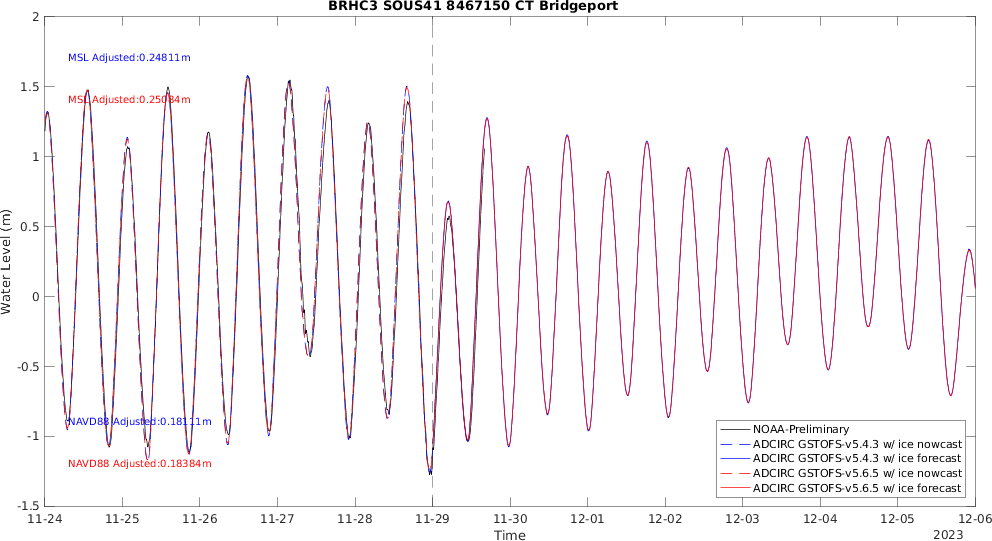 BRHC3 SOUS41 8467150 CT Bridgeport
2
1.5
1
0.5
0
-0.5
-1
-1.5
Water Level (m)
MSL Adjusted:0.24811m
MSL Adjusted:0.25084m
NAVD88 Adjusted:0.18111m
NAVD88 Adjusted:0.18384m
NOAA-Preliminary
ADCIRC GSTOFS-v5.4.3 w/ ice nowcast
ADCIRC GSTOFS-v5.4.3 w/ ice forecast
ADCIRC GSTOFS-v5.6.5 w/ ice nowcast
ADCIRC GSTOFS-v5.6.5 w/ ice forecast
11-24 11-25 11-26 11-27 11-28 11-29 11-30 12-01 12-02 12-03 12-04 12-05 12-06
Time
2023